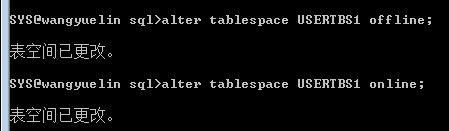 SYS@wangyuelin sql>alter tablespace USERTBS1 offline;
表空间已更改。
SYS@wangyuelin sql>alter tablespace USERTBS1 online;
表空间已更改。